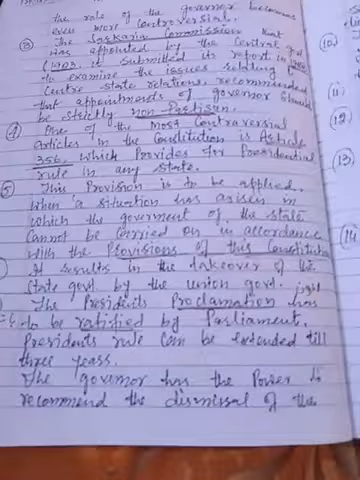 the role of the governor becomes
even more controversial.
(3) The Sarkaria Commission that
was appointed by the Central govt
(1983 it submitted its report in 1988
to examine the issues relating to
Centre state relations, recommended
that appointments of governor should
be strictly non-Partisan.
(4) One of the most Contraversial
articles in the Constitution is Article
356, which Provides for Presidential
rule in any state.
(5) This Provision is to be applied,
when 'a situation has arisen in
which the goverment of the state
cannot be carried on in accordance
with the Provisions of this Constitution
It results in the takeover of the
state govt by the union govt.
The Presidents Proclamation has
to be ratified by Parliament.
Presidents rule can be extended till
three years.
The governor has the Power to
recommend the dismissal of the
(10)
(11)
(12)
(13)
(14)